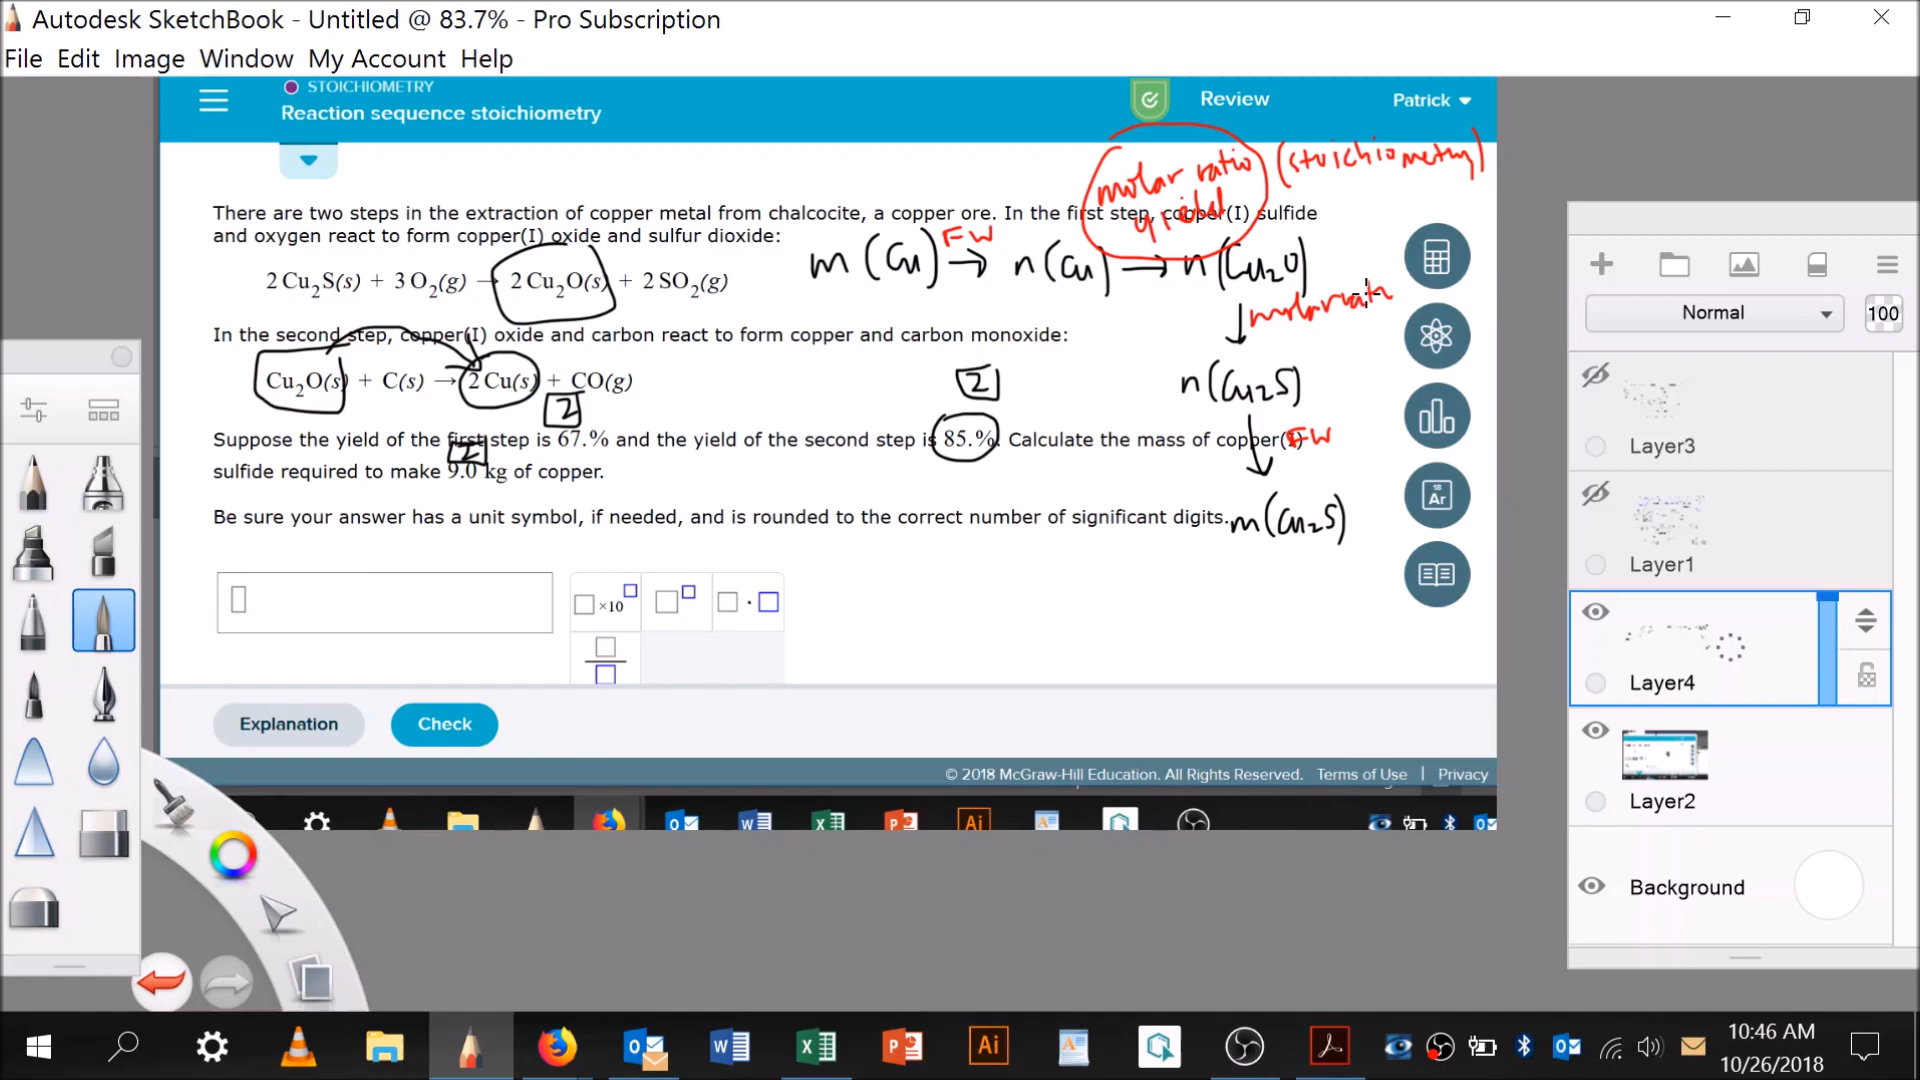 Autodesk SketchBook - Untitled @ 83.7% - Pro Subscription
File Edit Image Window My Account Help
STOICHIOMETRY
Reaction sequence stoichiometry
Review
Patrick
molar ratio (stoichiometry)
yield
There are two steps in the extraction of copper metal from chalcocite, a copper ore. In the first step, copper(I) sulfide
and oxygen react to form copper(I) oxide and sulfur dioxide:
m(Cu) FW → n(Cu) → n(Cu₂O)
2 Cu₂S(s) + 3 O₂(g) → 2 Cu₂O(s) + 2 SO₂(g)
↓ molar ratio
In the second step, copper(I) oxide and carbon react to form copper and carbon monoxide:
Cu₂O(s) + C(s) → 2 Cu(s) + CO(g)
2
n(Cu₂S)
2
Suppose the yield of the first step is 67.% and the yield of the second step is 85.%. Calculate the mass of copper(I)
↓ FW
2
sulfide required to make 9.0 kg of copper.
Be sure your answer has a unit symbol, if needed, and is rounded to the correct number of significant digits.
m(Cu₂S)
×10
Explanation
Check
© 2018 McGraw-Hill Education. All Rights Reserved. Terms of Use | Privacy
18
Ar
Normal
100
Layer3
Layer1
Layer4
Layer2
Background
10:46 AM
10/26/2018